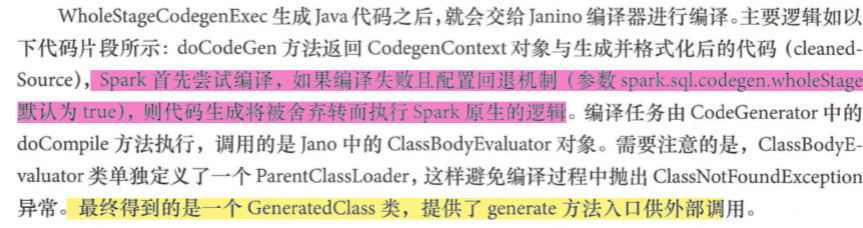 WholeStageCodegenExec 生成 Java 代码之后，就会交给 Janino 编译器进行编译。主要逻辑如以
下代码片段所示：doCodeGen 方法返回 CodegenContext 对象与生成并格式化后的代码（cleaned-
Source），Spark 首先尝试编译，如果编译失败且配置回退机制（参数 spark.sql.codegen.wholeStage
默认为 true），则代码生成将被舍弃转而执行 Spark 原生的逻辑。编译任务由 CodeGenerator 中的
doCompile 方法执行，调用的是 Jano 中的 ClassBodyEvaluator 对象。需要注意的是，ClassBodyE-
valuator 类单独定义了一个 ParentClassLoader，这样避免编译过程中抛出 ClassNotFoundException
异常。最终得到的是一个 GeneratedClass 类，提供了 generate 方法入口供外部调用。